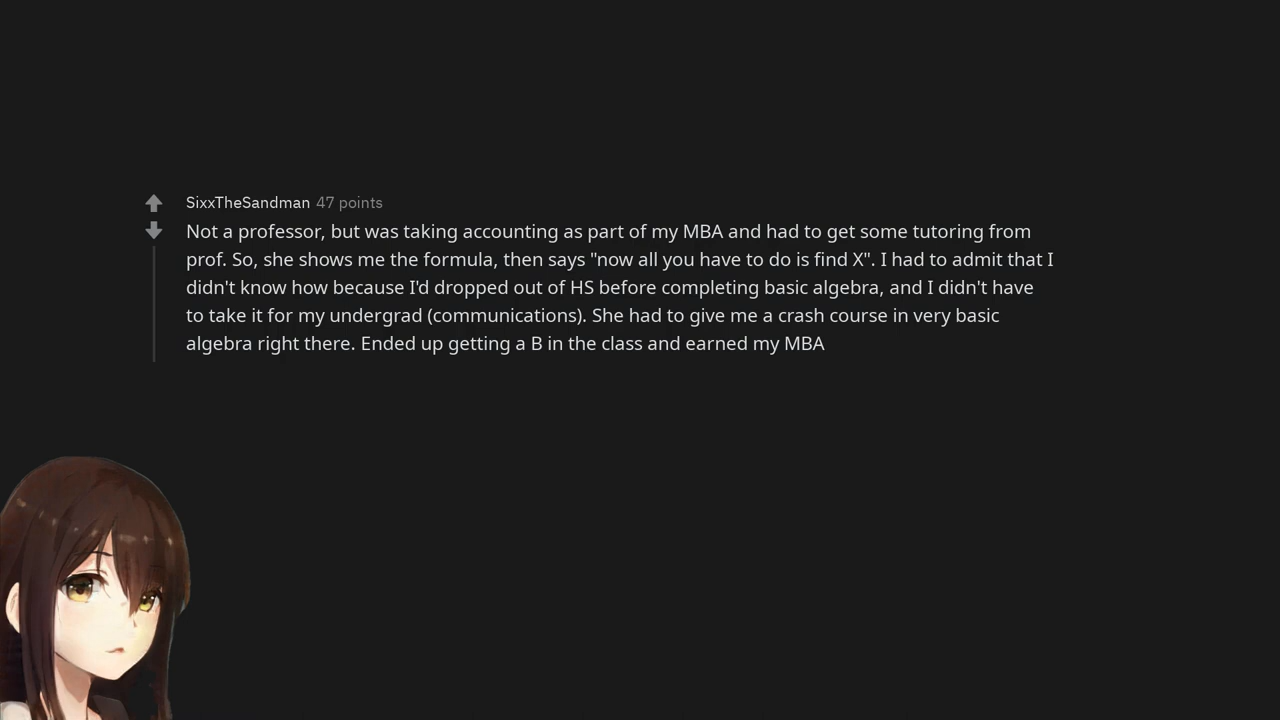 SixxTheSandman 47 points
Not a professor, but was taking accounting as part of my MBA and had to get some tutoring from
prof. So, she shows me the formula, then says "now all you have to do is find X". I had to admit that I
didn't know how because I'd dropped out of HS before completing basic algebra, and I didn't have
to take it for my undergrad (communications). She had to give me a crash course in very basic
algebra right there. Ended up getting a B in the class and earned my MBA